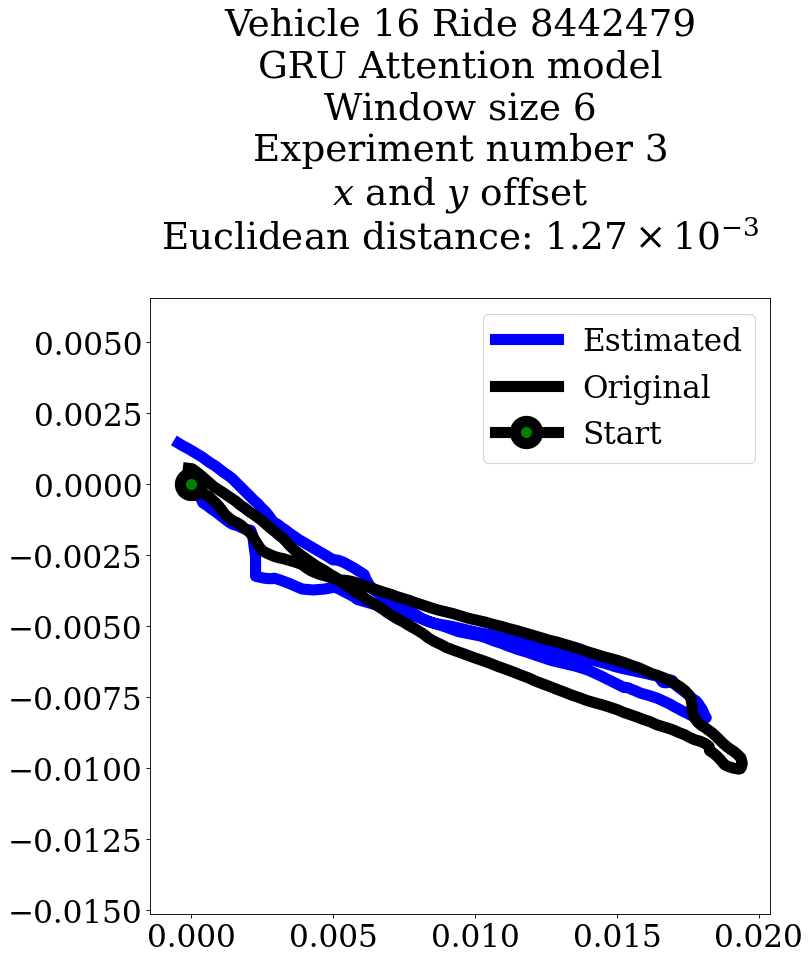 Vehicle 16 Ride 8442479
GRU Attention model
Window size 6
Experiment number 3
x and y offset
Euclidean distance: 1.27 × 10⁻³
Estimated
Original
Start
0.0050
0.0025
0.0000
−0.0025
−0.0050
−0.0075
−0.0100
−0.0125
−0.0150
0.000 0.005 0.010 0.015 0.020